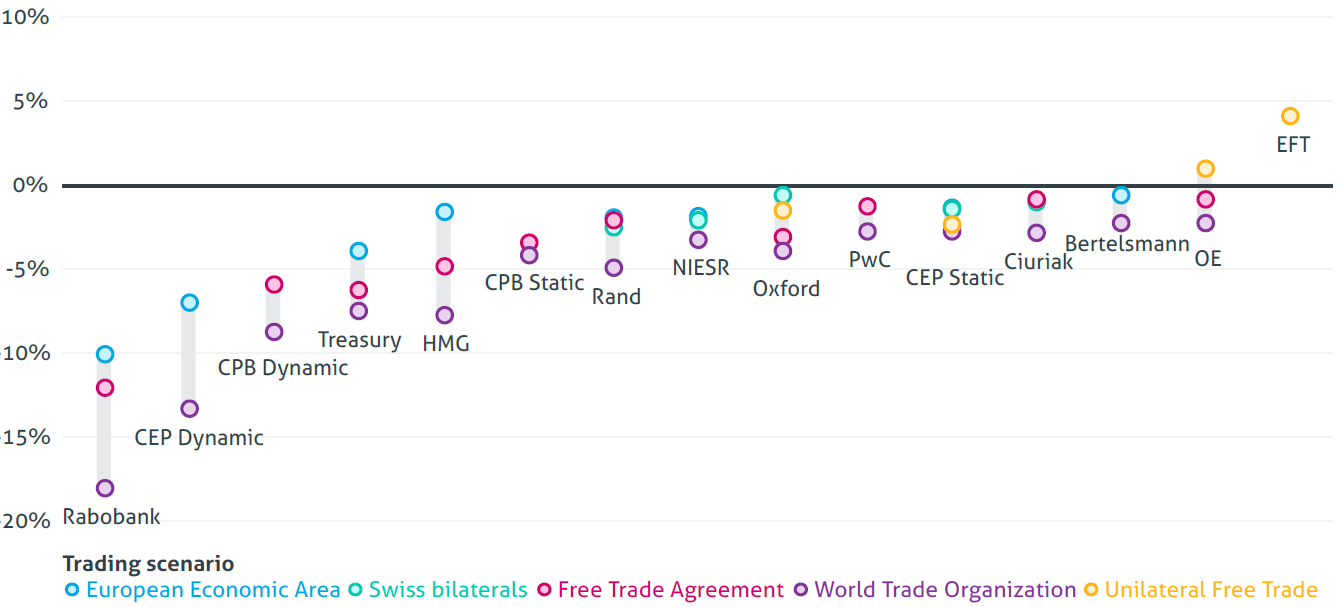 10%
5%
0%
-5%
-10%
-15%
-20%
EFT
Bertelsmann
OE
PwC
Ciuriak
NIESR
CEP Static
CPB Static
Rand
Oxford
Treasury
HMG
CPB Dynamic
CEP Dynamic
Rabobank
Trading scenario
European Economic Area Swiss bilaterals Free Trade Agreement World Trade Organization Unilateral Free Trade